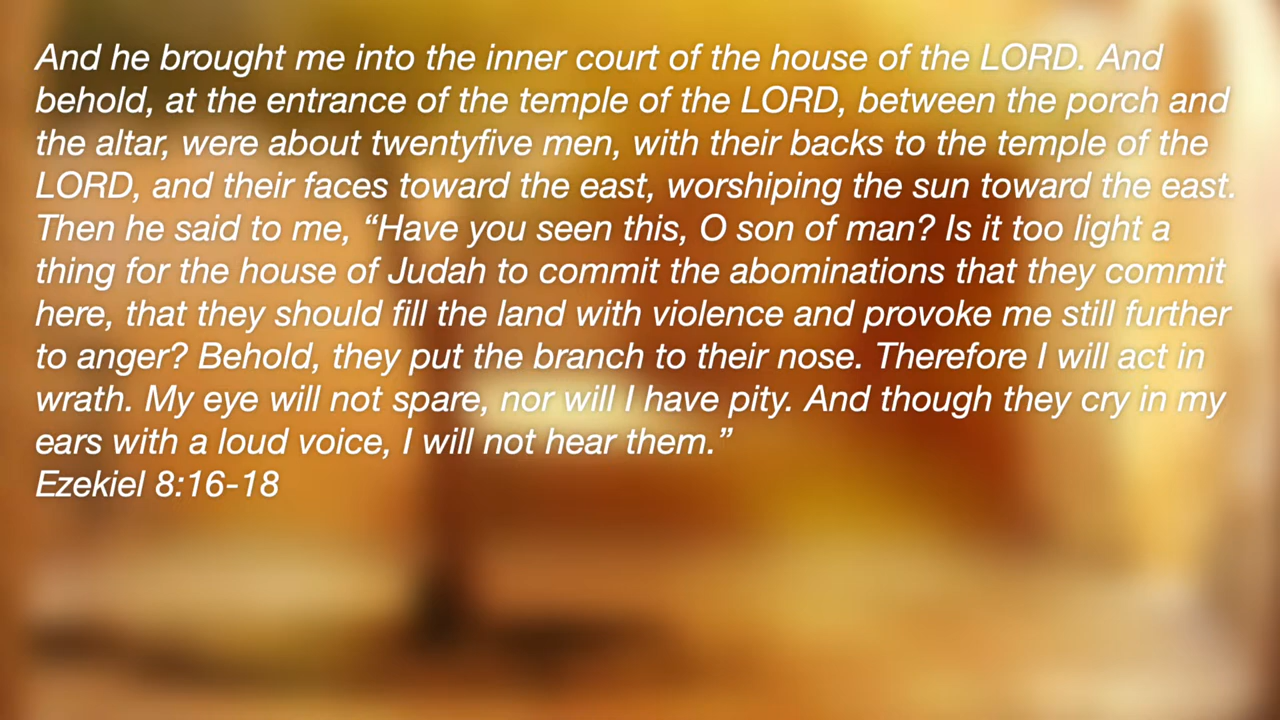 And he brought me into the inner court of the house of the LORD. And
behold, at the entrance of the temple of the LORD, between the porch and
the altar, were about twentyfive men, with their backs to the temple of the
LORD, and their faces toward the east, worshiping the sun toward the east.
Then he said to me, “Have you seen this, O son of man? Is it too light a
thing for the house of Judah to commit the abominations that they commit
here, that they should fill the land with violence and provoke me still further
to anger? Behold, they put the branch to their nose. Therefore I will act in
wrath. My eye will not spare, nor will I have pity. And though they cry in my
ears with a loud voice, I will not hear them.”
Ezekiel 8:16-18